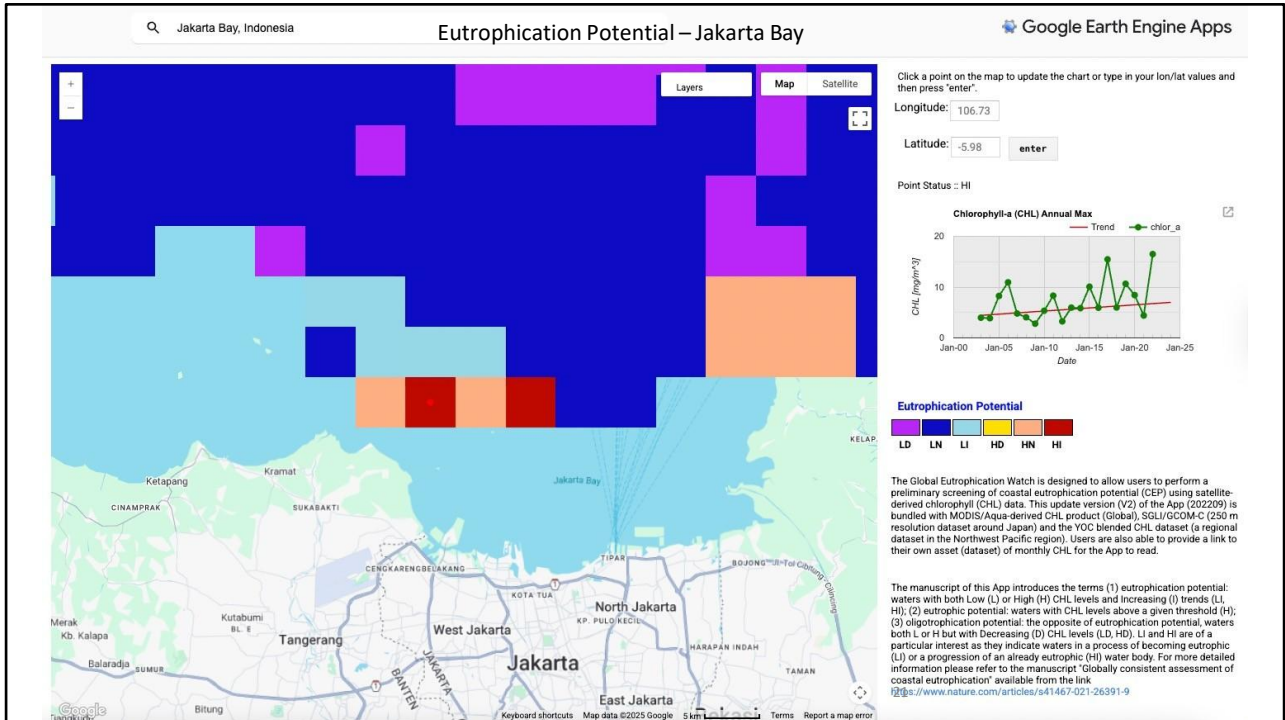 Jakarta Bay, Indonesia
Eutrophication Potential – Jakarta Bay
Google Earth Engine Apps
+
−
Layers
Map
Satellite
Ketapang
Kramat
CINAMPRAK
SUKABAKTI
Jakarta Bay
KELAP
TIPAR
CENGKARENGBELAKANG
BOJONG
Jl. Tol Cibitung - Cilincing
KOTA TUA
North Jakarta
KP. PULO KECIL
Merak
Kb. Kalapa
Kutabumi
BL. E
Tangerang
West Jakarta
HARAPAN INDAH
Balaradja
SUMUR
JAKARTA
BANTEN
Jakarta
TAMAN
East Jakarta
Bitung
Google
Keyboard shortcuts
Map data ©2025 Google
5 km
Terms
Report a map error
Click a point on the map to update the chart or type in your lon/lat values and
then press "enter".
Longitude: 106.73
Latitude: -5.98 enter
Point Status :: HI
Chlorophyll-a (CHL) Annual Max
Trend chlor_a
CHL [mg/m^3]
20
10
0
Jan-00 Jan-05 Jan-10 Jan-15 Jan-20 Jan-25
Date
Eutrophication Potential
LD LN LI HD HN HI
The Global Eutrophication Watch is designed to allow users to perform a
preliminary screening of coastal eutrophication potential (CEP) using satellite-
derived chlorophyll (CHL) data. This update version (V2) of the App (202209) is
bundled with MODIS/Aqua-derived CHL product (Global), SGLI/GCOM-C (250 m
resolution dataset around Japan) and the YOC blended CHL dataset (a regional
dataset in the Northwest Pacific region). Users are also able to provide a link to
their own asset (dataset) of monthly CHL for the App to read.
The manuscript of this App introduces the terms (1) eutrophication potential:
waters with both Low (L) or High (H) CHL levels and Increasing (I) trends (LI,
HI); (2) eutrophic potential: waters with CHL levels above a given threshold (H);
(3) oligotrophication potential: the opposite of eutrophication potential, waters
both L or H but with Decreasing (D) CHL levels (LD, HD). LI and HI are of a
particular interest as they indicate waters in a process of becoming eutrophic
(LI) or a progression of an already eutrophic (HI) water body. For more detailed
information please refer to the manuscript "Globally consistent assessment of
coastal eutrophication" available from the link
https://www.nature.com/articles/s41467-021-26391-9
21